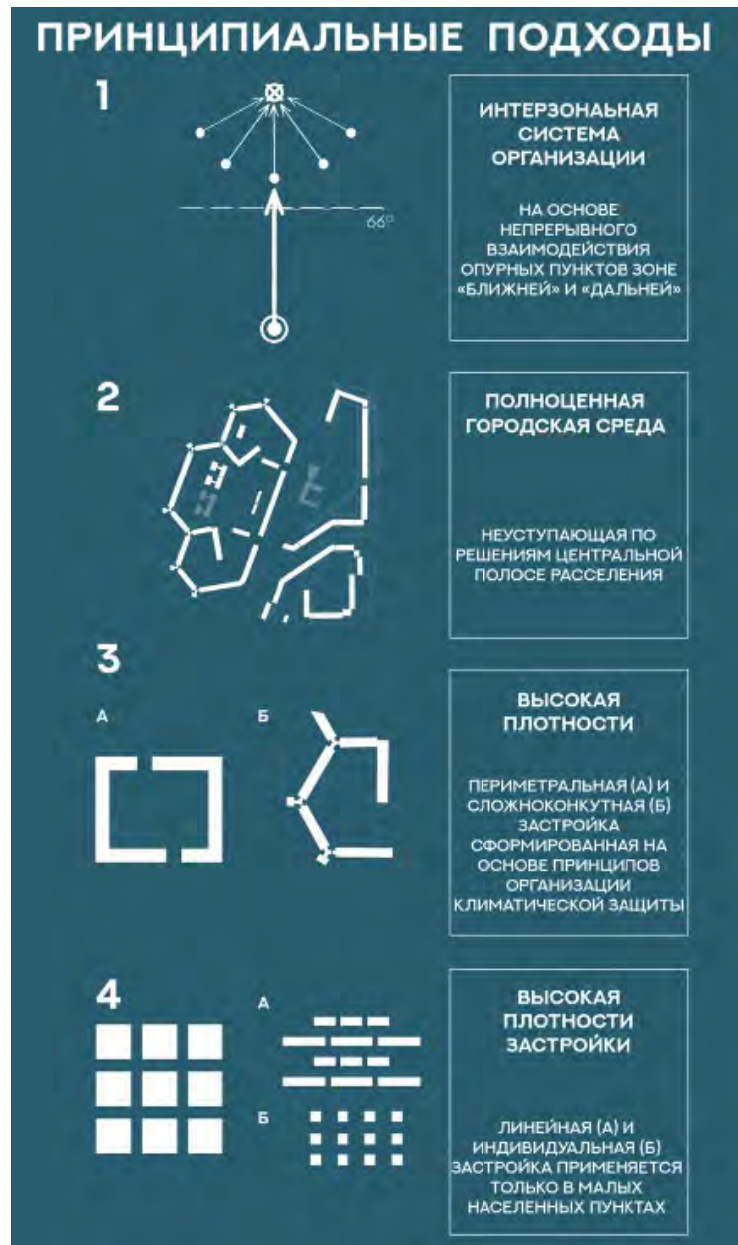 ПРИНЦИПИАЛЬНЫЕ ПОДХОДЫ
1
66°
ИНТЕРЗОНАЬНАЯ
СИСТЕМА
ОРГАНИЗАЦИИ
НА ОСНОВЕ
НЕПРЕРЫВНОГО
ВЗАИМОДЕЙСТВИЯ
ОПУРНЫХ ПУНКТОВ ЗОНЕ
«БЛИЖНЕЙ» И «ДАЛЬНЕЙ»
2
ПОЛНОЦЕННАЯ
ГОРОДСКАЯ СРЕДА
НЕУСТУПАЮЩАЯ ПО
РЕШЕНИЯМ ЦЕНТРАЛЬНОЙ
ПОЛОСЕ РАССЕЛЕНИЯ
3
А
Б
ВЫСОКАЯ
ПЛОТНОСТИ
ПЕРИМЕТРАЛЬНАЯ (А) И
СЛОЖНОКОНКУТНАЯ (Б)
ЗАСТРОЙКА
СФОРМИРОВАННАЯ НА
ОСНОВЕ ПРИНЦИПОВ
ОРГАНИЗАЦИИ
КЛИМАТИЧЕСКОЙ ЗАЩИТЫ
4
А
Б
ВЫСОКАЯ
ПЛОТНОСТИ
ЗАСТРОЙКИ
ЛИНЕЙНАЯ (А) И
ИНДИВИДУАЛЬНАЯ (Б)
ЗАСТРОЙКА ПРИМЕНЯЕТСЯ
ТОЛЬКО В МАЛЫХ
НАСЕЛЕННЫХ ПУНКТАХ